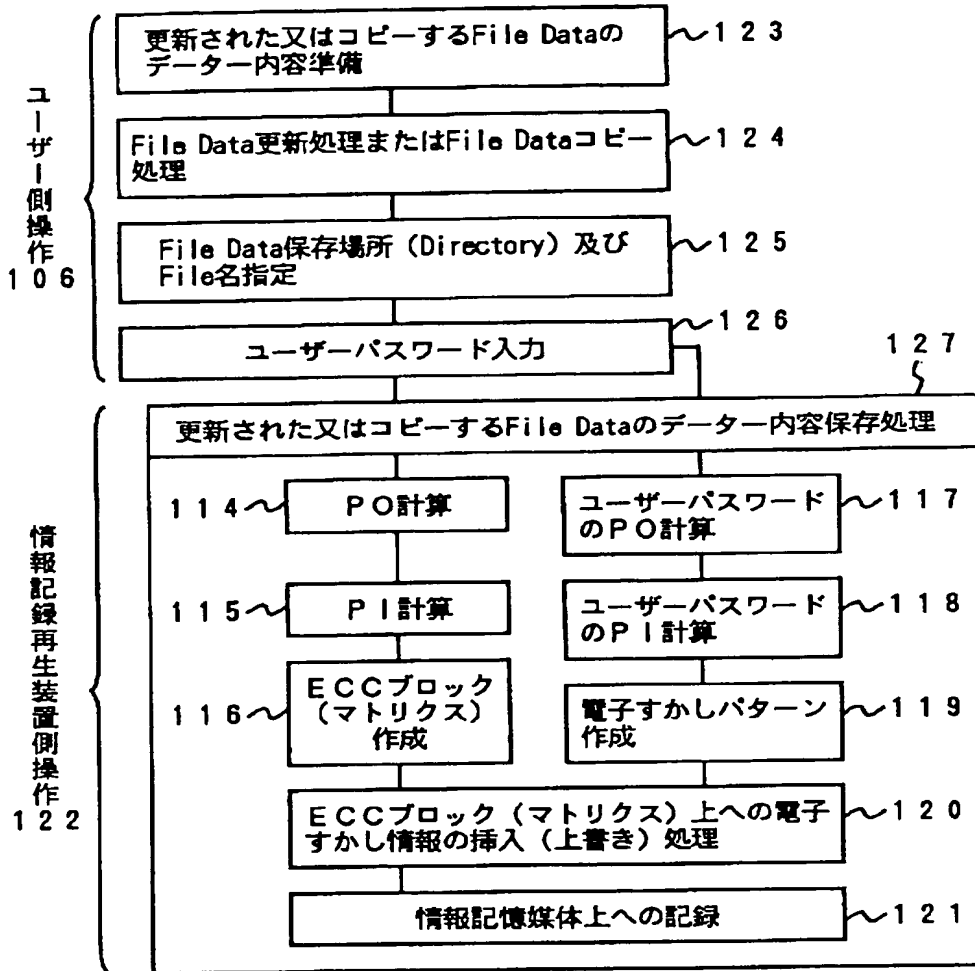 更新された又はコピーするFile Dataの
データー内容準備
123
File Data更新処理またはFile Dataコピー
処理
124
File Data保存場所（Directory）及び
File名指定
125
ユーザーパスワード入力
126
ユーザー側操作
106
127
更新された又はコピーするFile Dataのデーター内容保存処理
114
ＰＯ計算
ユーザーパスワード
のＰＯ計算
117
115
ＰＩ計算
ユーザーパスワード
のＰＩ計算
118
116
ＥＣＣブロック
（マトリクス）
作成
電子すかしパターン
作成
119
ＥＣＣブロック（マトリクス）上への電子
すかし情報の挿入（上書き）処理
120
情報記憶媒体上への記録
121
情報記録再生装置側操作
122